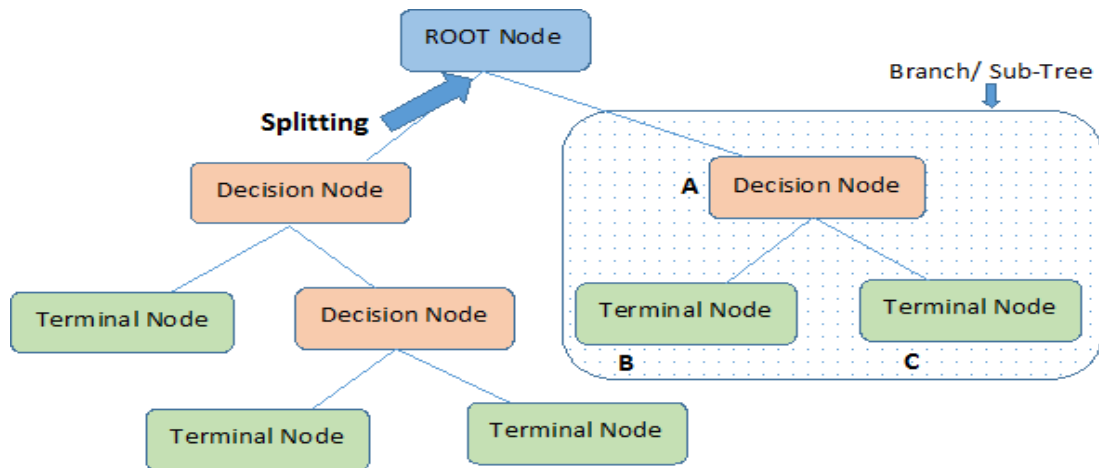 ROOT Node
Branch/ Sub-Tree
Splitting
Decision Node
A
Decision Node
Terminal Node
Decision Node
Terminal Node
Terminal Node
B
C
Terminal Node
Terminal Node